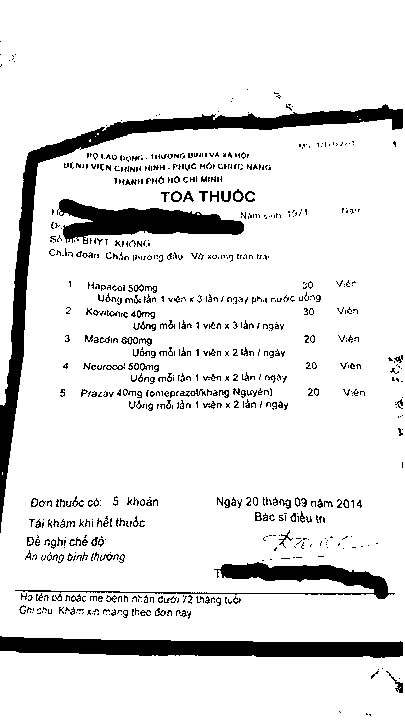 BỘ LAO ĐỘNG - THƯƠNG BINH VÀ XÃ HỘI
BỆNH VIỆN CHỈNH HÌNH - PHỤC HỒI CHỨC NĂNG
THÀNH PHỐ HỒ CHÍ MINH
TOA THUỐC
Năm sinh 1971 Nam
Số thẻ BHYT KHÔNG
Chẩn đoán Chấn thương đầu Vỡ xoang trán trái
1 Hapacol 500mg 30 Viên
Uống mỗi lần 1 viên x 3 lần / ngày pha nước uống
2 Kovitonic 40mg 30 Viên
Uống mỗi lần 1 viên x 3 lần / ngày
3 Macdin 600mg 20 Viên
Uống mỗi lần 1 viên x 2 lần / ngày
4 Neurocol 500mg 20 Viên
Uống mỗi lần 1 viên x 2 lần / ngày
5 Prazav 40mg (omeprazol/khang Nguyên) 20 Viên
Uống mỗi lần 1 viên x 2 lần / ngày
Đơn thuốc có: 5 khoản
Ngày 20 tháng 09 năm 2014
Tái khám khi hết thuốc
Bác sĩ điều trị
Đề nghị chế độ
Ăn uống bình thường
Họ tên bố hoặc mẹ bệnh nhân dưới 72 tháng tuổi
Ghi chú Khám xin mang theo đơn này